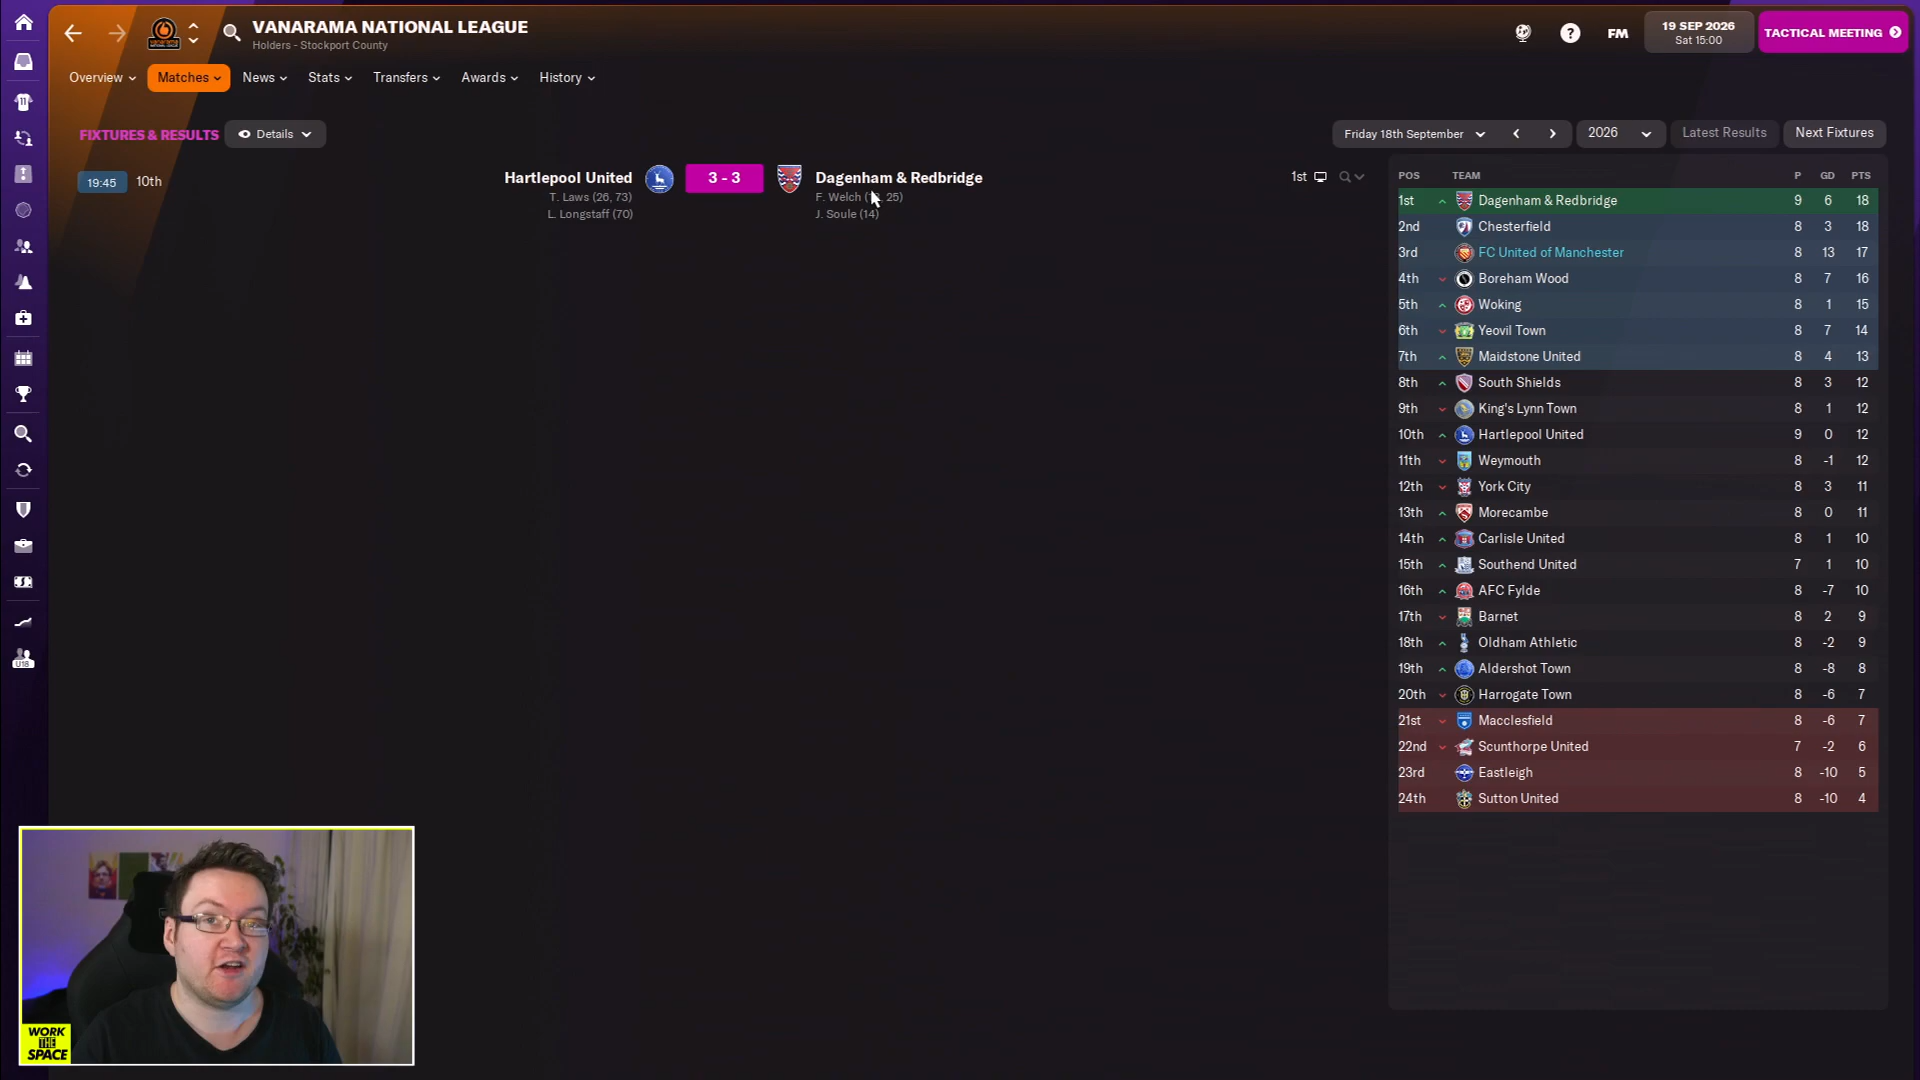 VANARAMA NATIONAL LEAGUE
Holders - Stockport County
FM
19 SEP 2026
Sat 15:00
TACTICAL MEETING
Overview
Matches
News
Stats
Transfers
Awards
History
FIXTURES & RESULTS
Details
Friday 18th September
2026
Latest Results
Next Fixtures
19:45 10th Hartlepool United 3 - 3 Dagenham & Redbridge 1st
T. Laws (26, 73) F. Welch ( , 25)
L. Longstaff (70) J. Soule (14)
POS TEAM P GD PTS
1st Dagenham & Redbridge 9 6 18
2nd Chesterfield 8 3 18
3rd FC United of Manchester 8 13 17
4th Boreham Wood 8 7 16
5th Woking 8 1 15
6th Yeovil Town 8 7 14
7th Maidstone United 8 4 13
8th South Shields 8 3 12
9th King's Lynn Town 8 1 12
10th Hartlepool United 9 0 12
11th Weymouth 8 -1 12
12th York City 8 3 11
13th Morecambe 8 0 11
14th Carlisle United 8 1 10
15th Southend United 7 1 10
16th AFC Fylde 8 -7 10
17th Barnet 8 2 9
18th Oldham Athletic 8 -2 9
19th Aldershot Town 8 -8 8
20th Harrogate Town 8 -6 7
21st Macclesfield 8 -6 7
22nd Scunthorpe United 7 -2 6
23rd Eastleigh 8 -10 5
24th Sutton United 8 -10 4
U18
WORK
THE
SPACE